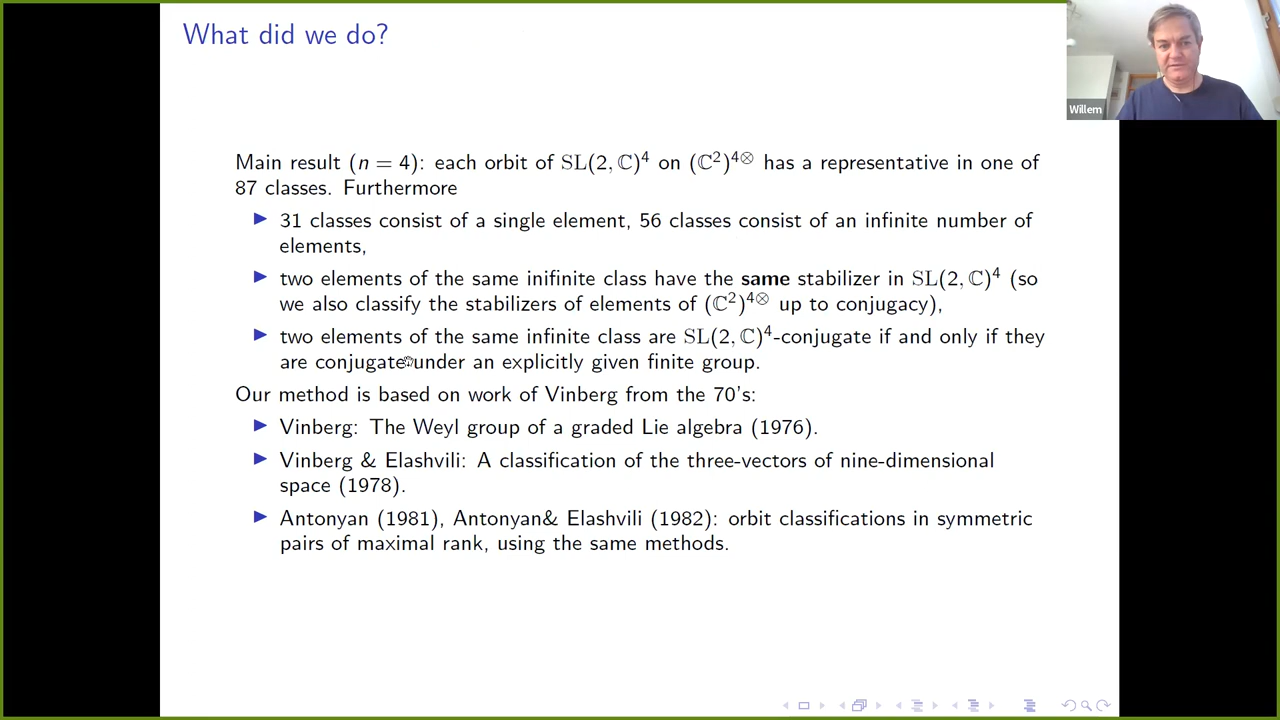 What did we do?
Willem
Main result (n = 4): each orbit of SL(2, ℂ)⁴ on (ℂ²)⁴⊗ has a representative in one of
87 classes. Furthermore
▶ 31 classes consist of a single element, 56 classes consist of an infinite number of
elements,
▶ two elements of the same inifinite class have the same stabilizer in SL(2, ℂ)⁴ (so
we also classify the stabilizers of elements of (ℂ²)⁴⊗ up to conjugacy),
▶ two elements of the same infinite class are SL(2, ℂ)⁴-conjugate if and only if they
are conjugate under an explicitly given finite group.
Our method is based on work of Vinberg from the 70's:
▶ Vinberg: The Weyl group of a graded Lie algebra (1976).
▶ Vinberg & Elashvili: A classification of the three-vectors of nine-dimensional
space (1978).
▶ Antonyan (1981), Antonyan& Elashvili (1982): orbit classifications in symmetric
pairs of maximal rank, using the same methods.